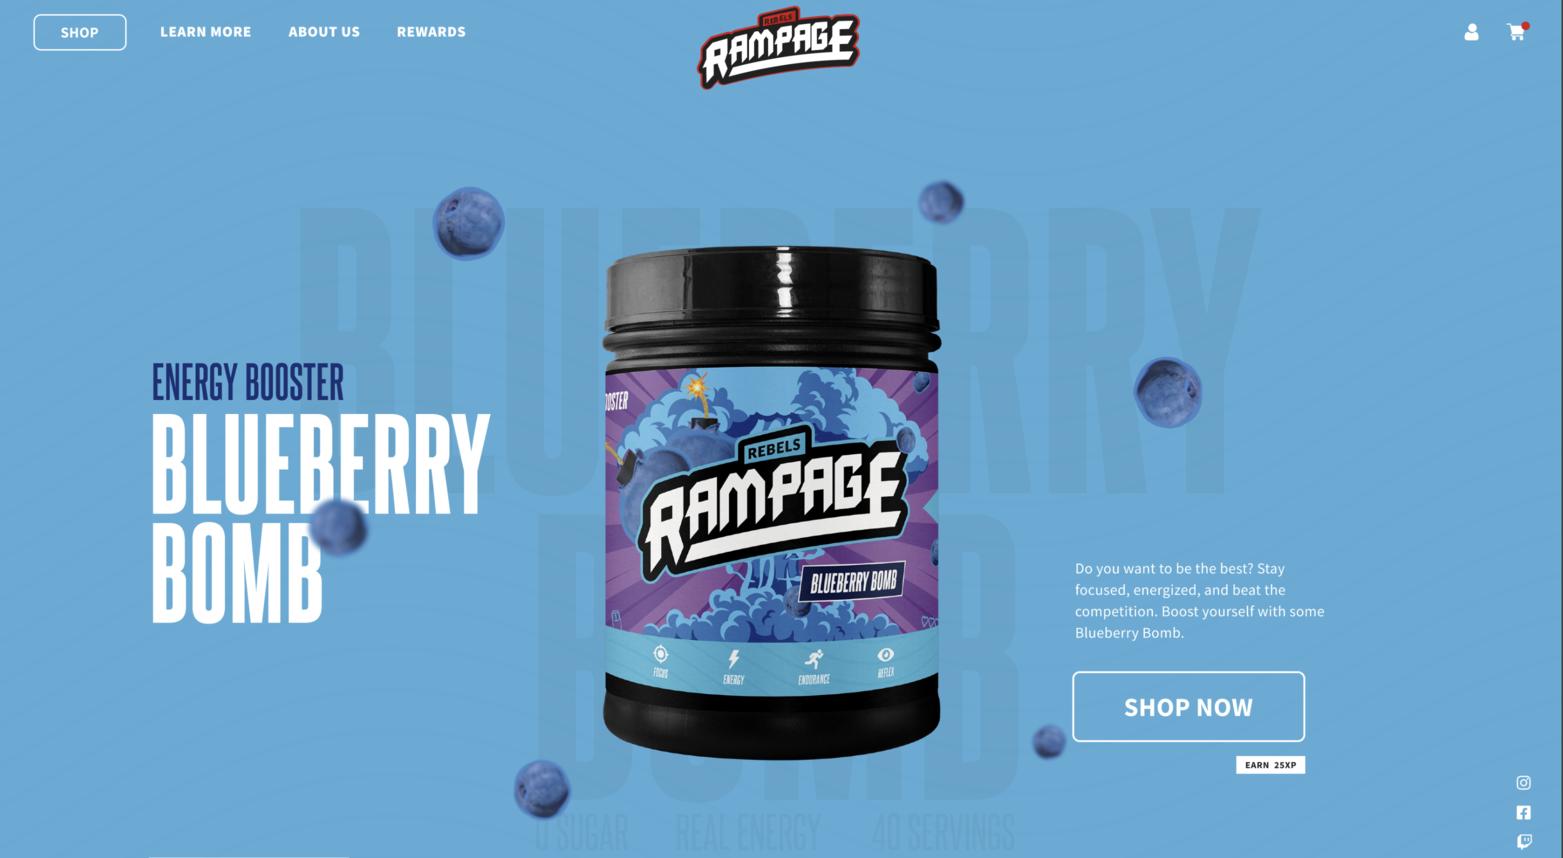 SHOP
LEARN MORE
ABOUT US
REWARDS
REBELS
RAMPAGE
BLUEBERRY
BOMB
ENERGY BOOSTER
BLUEBERRY
BOMB
OOSTER
REBELS
RAMPAGE
BLUEBERRY BOMB
FOCUS
ENERGY
ENDURANCE
REFLEX
Do you want to be the best? Stay
focused, energized, and beat the
competition. Boost yourself with some
Blueberry Bomb.
SHOP NOW
EARN 25XP
0 SUGAR
REAL ENERGY
40 SERVINGS